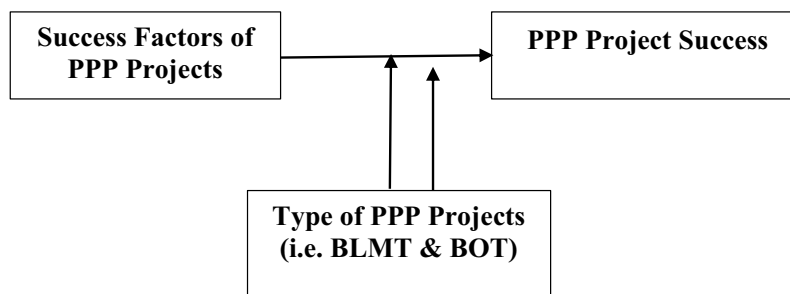 Success Factors of
PPP Projects
PPP Project Success
Type of PPP Projects
(i.e. BLMT & BOT)